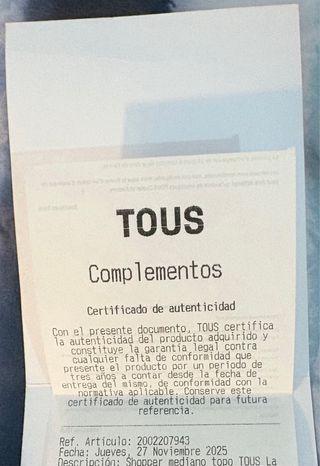 TOUS
Complementos
Certificado de autenticidad
Con el presente documento, TOUS certifica
la autenticidad del producto adquirido y
constituye la garantía legal contra
cualquier falta de conformidad que
presente el producto por un periodo de
tres años a contar desde la fecha de
entrega del mismo, de conformidad con la
normativa aplicable. Conserve este
certificado de autenticidad para futura
referencia.
Ref. Artículo: 2002207943
Fecha: Jueves, 27 Noviembre 2025
Descripción: Shopper mediano topo TOUS La